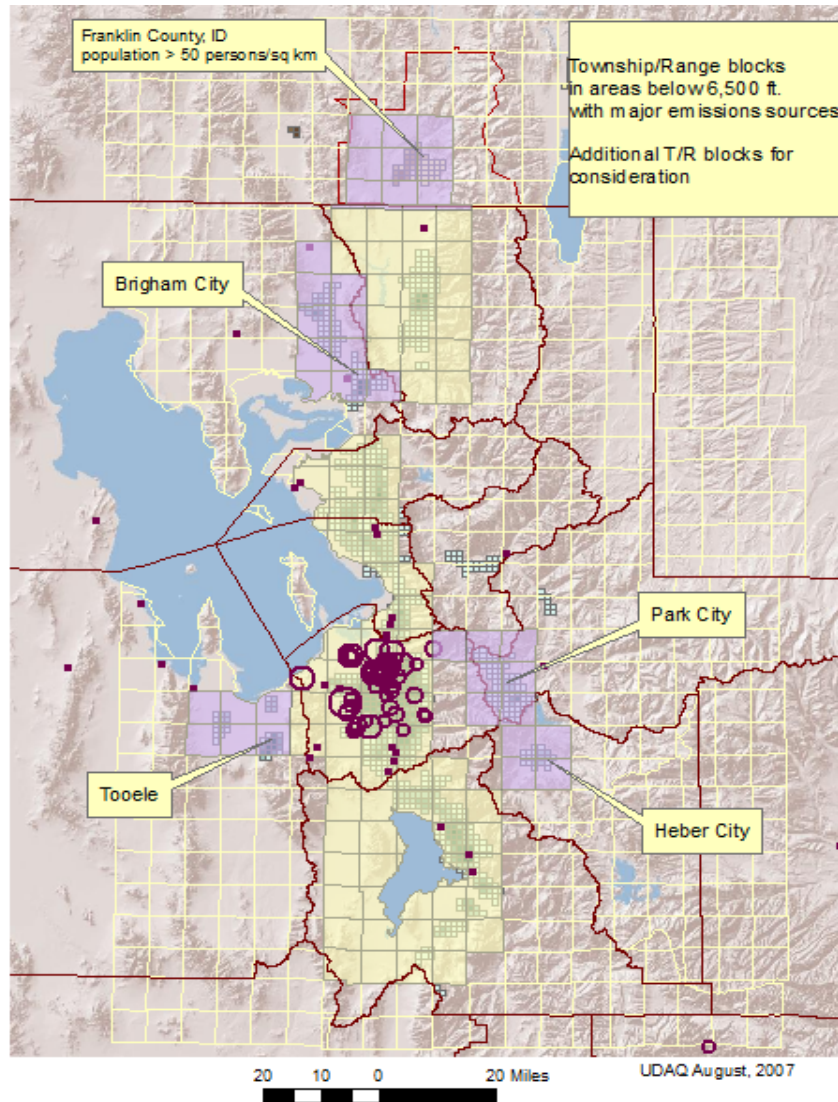 Franklin County, ID
population > 50 persons/sq km
Township/Range blocks
in areas below 6,500 ft.
with major emissions sources
Additional T/R blocks for
consideration
Brigham City
Park City
Tooele
Heber City
UDAQ August, 2007
20 10 0 20 Miles